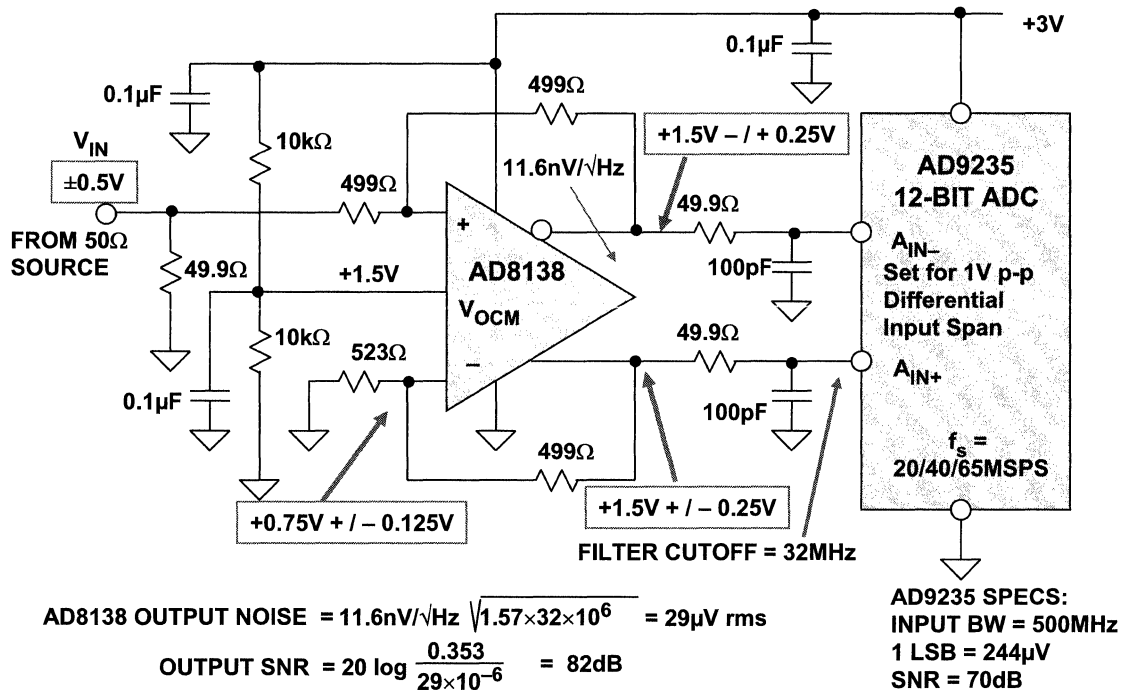 +3V
0.1µF
0.1µF
499Ω
+1.5V – / + 0.25V
V_IN
±0.5V
10kΩ
11.6nV/√Hz
AD9235
12-BIT ADC
499Ω
49.9Ω
+
FROM 50Ω
SOURCE
A_IN–
Set for 1V p-p
Differential
Input Span
49.9Ω
+1.5V
AD8138
V_OCM
100pF
49.9Ω
10kΩ
523Ω
–
A_IN+
0.1µF
100pF
499Ω
f_s =
20/40/65MSPS
+0.75V + / – 0.125V
+1.5V + / – 0.25V
FILTER CUTOFF = 32MHz
AD8138 OUTPUT NOISE = 11.6nV/√Hz √1.57×32×10⁶ = 29µV rms
OUTPUT SNR = 20 log 0.353 / 29×10⁻⁶ = 82dB
AD9235 SPECS:
INPUT BW = 500MHz
1 LSB = 244µV
SNR = 70dB